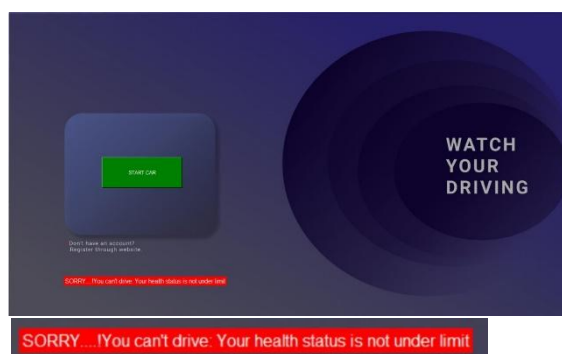 WATCH
YOUR
DRIVING
START CAR
Don't have an account?
Register through website
SORRY....!You can't drive: Your health status is not under limit
SORRY....!You can't drive: Your health status is not under limit